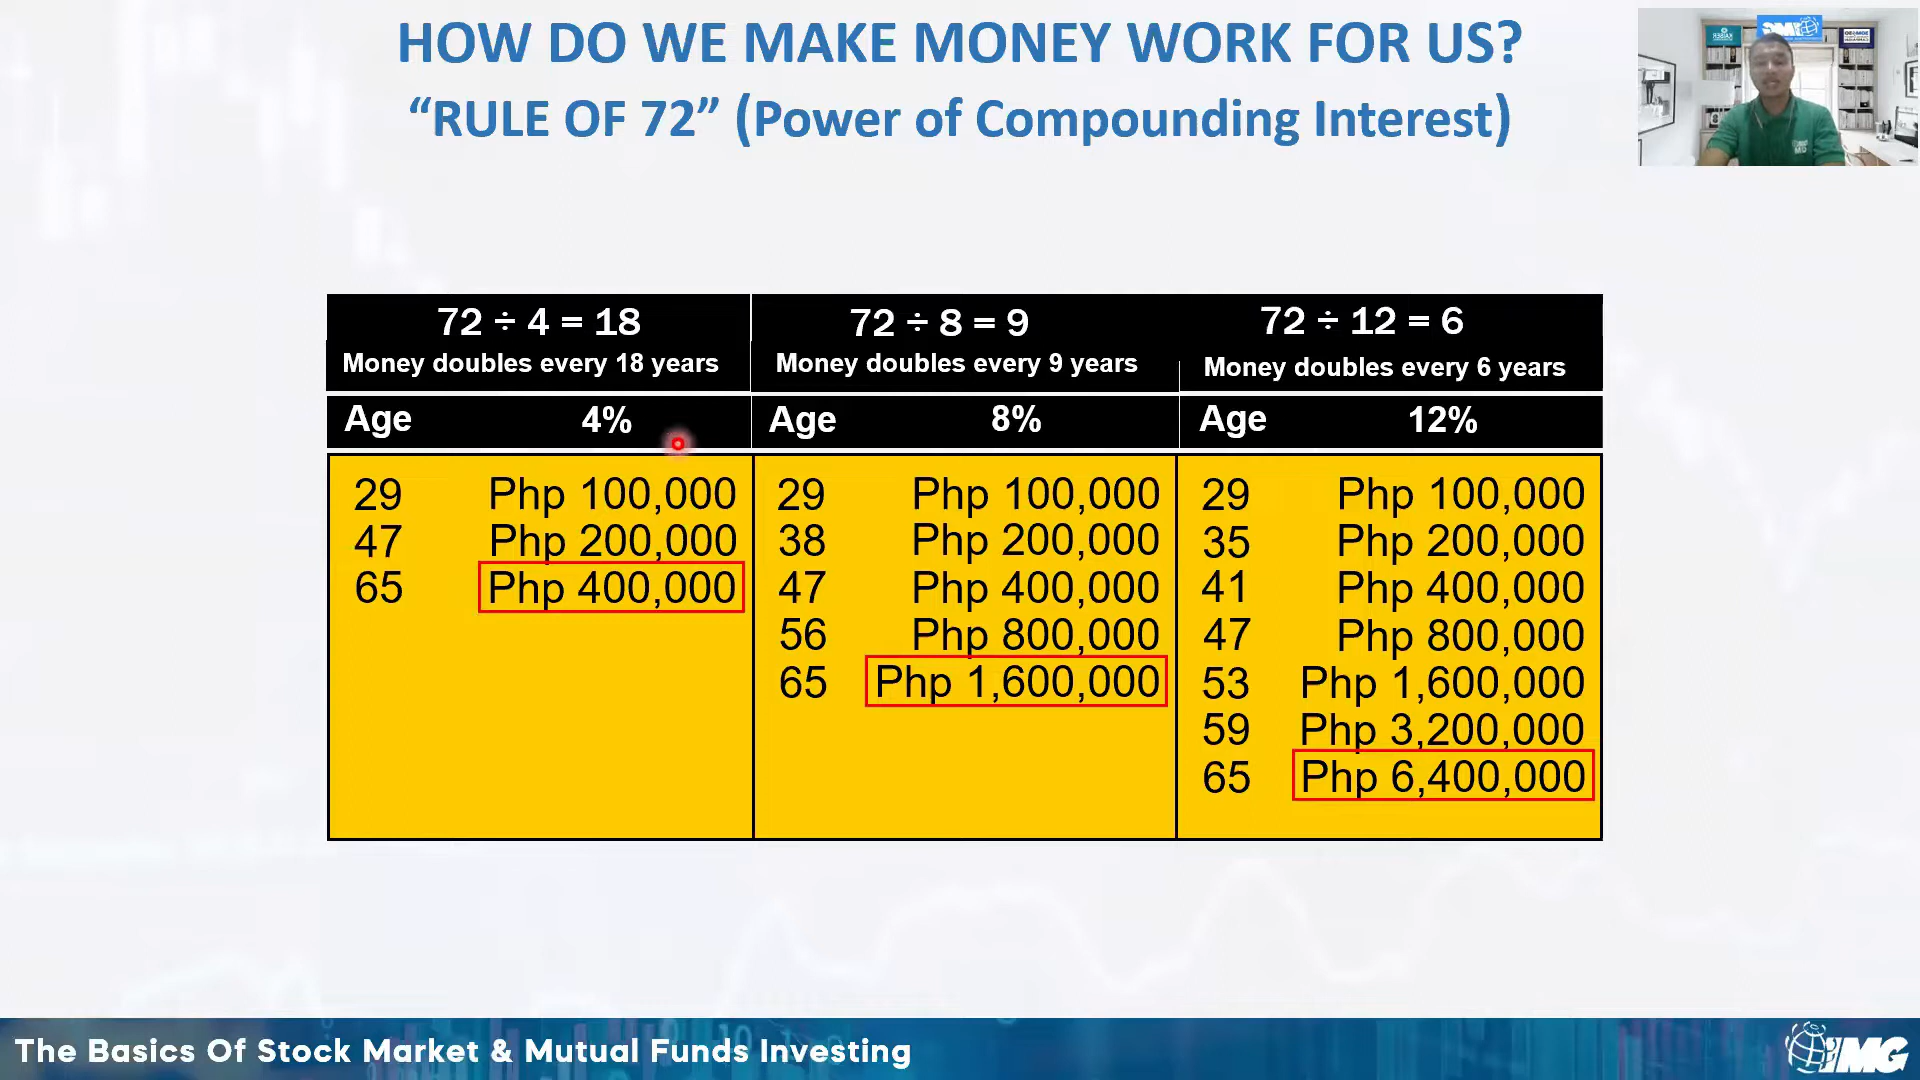 HOW DO WE MAKE MONEY WORK FOR US?
“RULE OF 72” (Power of Compounding Interest)
72 ÷ 4 = 18
Money doubles every 18 years
72 ÷ 8 = 9
Money doubles every 9 years
72 ÷ 12 = 6
Money doubles every 6 years
Age 4% Age 8% Age 12%
29 Php 100,000 29 Php 100,000 29 Php 100,000
47 Php 200,000 38 Php 200,000 35 Php 200,000
65 Php 400,000 47 Php 400,000 41 Php 400,000
56 Php 800,000 47 Php 800,000
65 Php 1,600,000 53 Php 1,600,000
59 Php 3,200,000
65 Php 6,400,000
The Basics Of Stock Market & Mutual Funds Investing
IMG